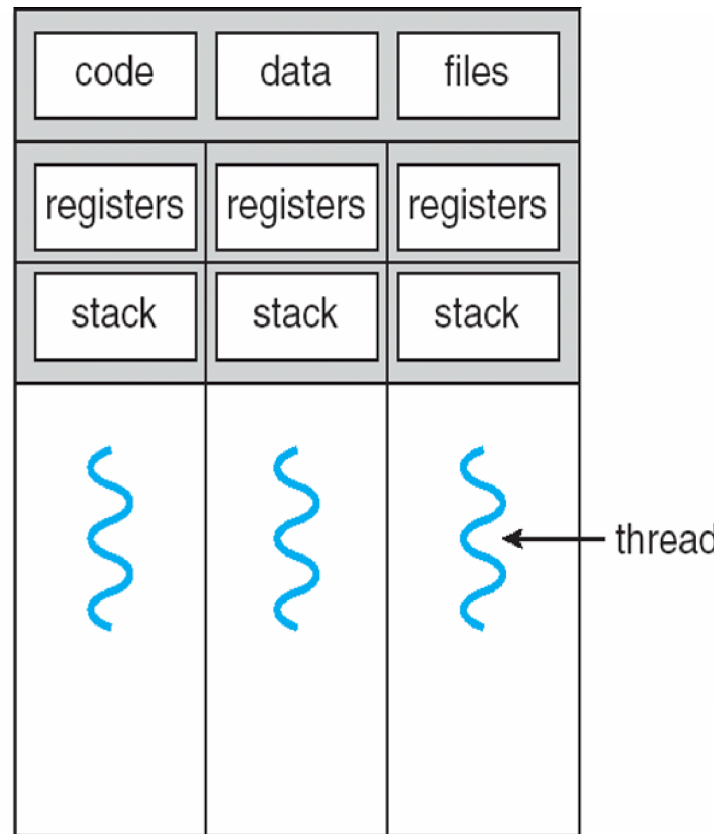 code data files
registers registers registers
stack stack stack
thread